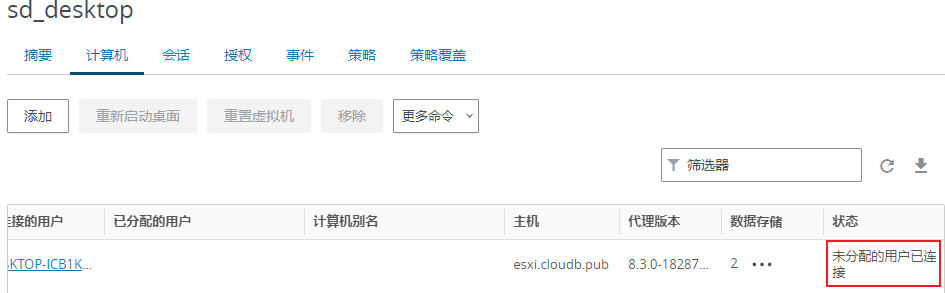 sd_desktop
摘要 计算机 会话 授权 事件 策略 策略覆盖
添加 重新启动桌面 重置虚拟机 移除 更多命令
筛选器
连接的用户 已分配的用户 计算机别名 主机 代理版本 数据存储 状态
SKTOP-ICB1K... esxi.cloudb.pub 8.3.0-18287... 2 ••• 未分配的用户已连
接